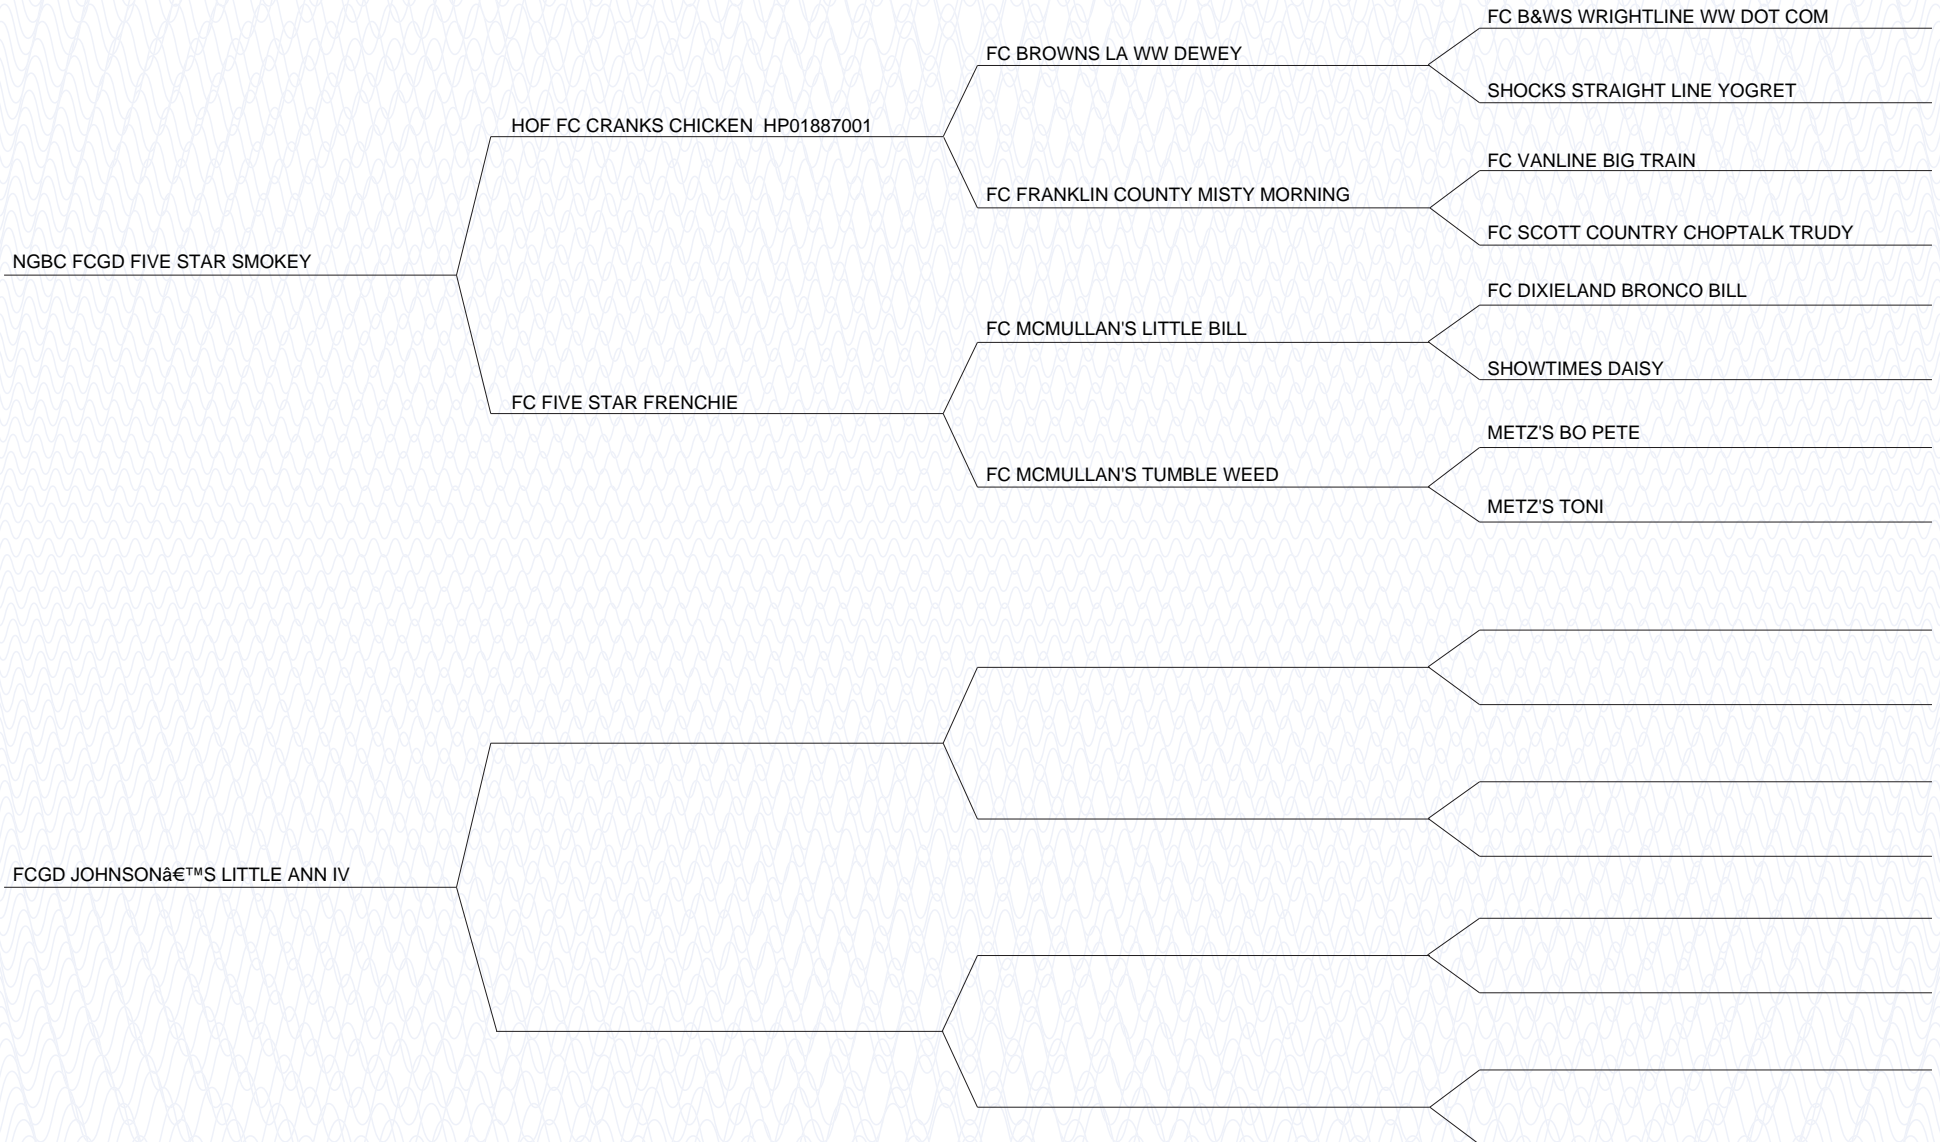 FC B&WS WRIGHTLINE WW DOT COM
FC BROWNS LA WW DEWEY
SHOCKS STRAIGHT LINE YOGRET
HOF FC CRANKS CHICKEN  HP01887001
FC VANLINE BIG TRAIN
FC FRANKLIN COUNTY MISTY MORNING
FC SCOTT COUNTRY CHOPTALK TRUDY
NGBC FCGD FIVE STAR SMOKEY
FC DIXIELAND BRONCO BILL
FC MCMULLAN'S LITTLE BILL
SHOWTIMES DAISY
FC FIVE STAR FRENCHIE
METZ'S BO PETE
FC MCMULLAN'S TUMBLE WEED
METZ'S TONI
FCGD JOHNSONâ€™S LITTLE ANN IV